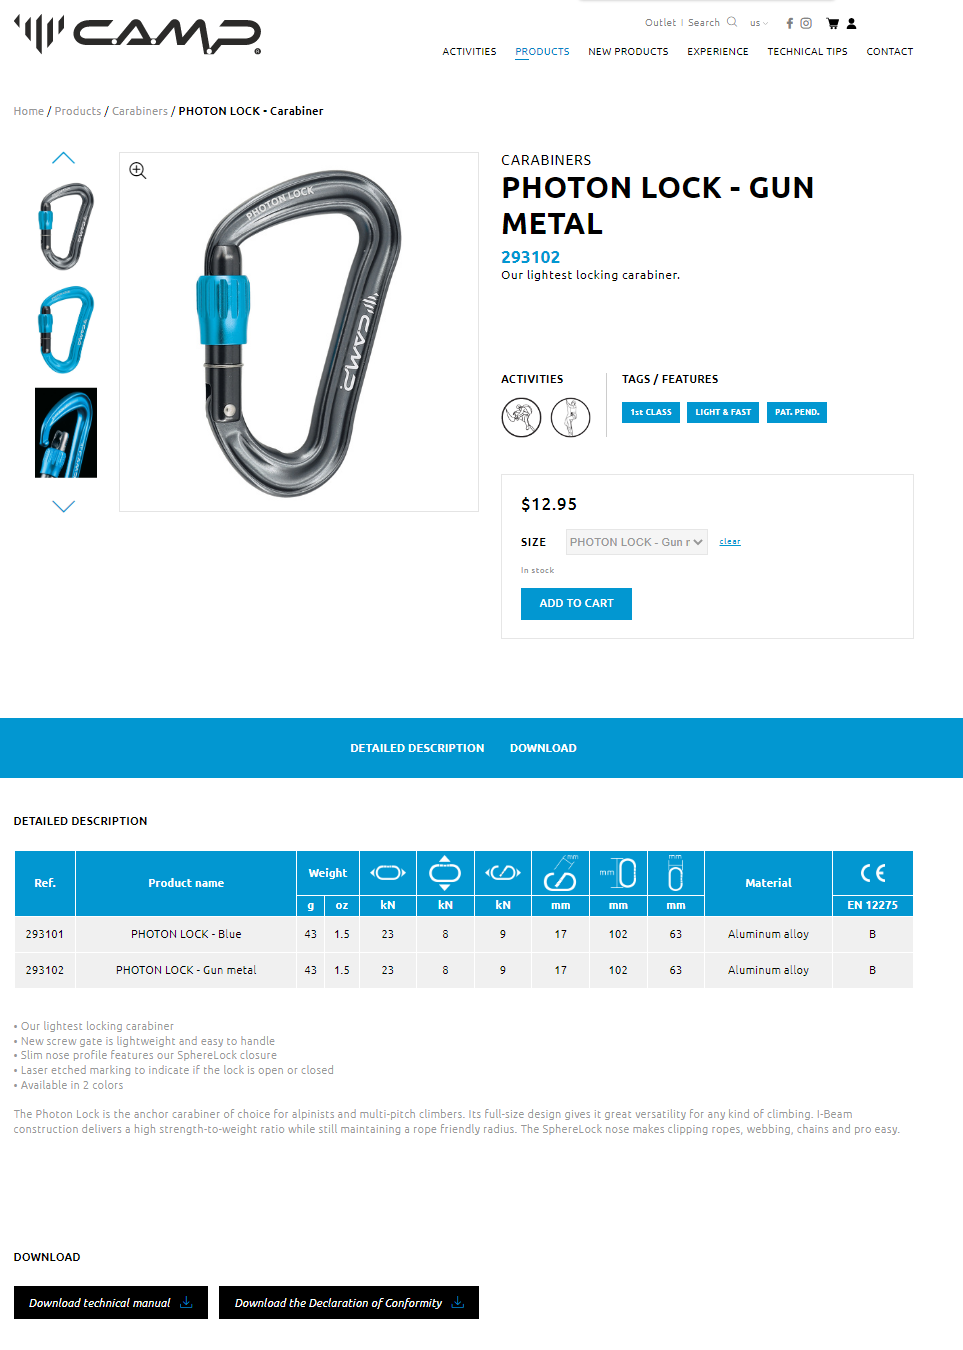 CAMP
Outlet | Search us
ACTIVITIES PRODUCTS NEW PRODUCTS EXPERIENCE TECHNICAL TIPS CONTACT
Home / Products / Carabiners / PHOTON LOCK - Carabiner
CARABINERS
PHOTON LOCK - GUN
METAL
293102
Our lightest locking carabiner.
PHOTON LOCK
CAMP
ACTIVITIES
TAGS / FEATURES
1st CLASS LIGHT & FAST PAT. PEND.
$12.95
SIZE PHOTON LOCK - Gun r clear
In stock
ADD TO CART
DETAILED DESCRIPTION DOWNLOAD
DETAILED DESCRIPTION
Ref. Product name Weight mm mm mm Material CE
g oz kN kN kN mm mm mm EN 12275
293101 PHOTON LOCK - Blue 43 1.5 23 8 9 17 102 63 Aluminum alloy B
293102 PHOTON LOCK - Gun metal 43 1.5 23 8 9 17 102 63 Aluminum alloy B
• Our lightest locking carabiner
• New screw gate is lightweight and easy to handle
• Slim nose profile features our SphereLock closure
• Laser etched marking to indicate if the lock is open or closed
• Available in 2 colors
The Photon Lock is the anchor carabiner of choice for alpinists and multi-pitch climbers. Its full-size design gives it great versatility for any kind of climbing. I-Beam
construction delivers a high strength-to-weight ratio while still maintaining a rope friendly radius. The SphereLock nose makes clipping ropes, webbing, chains and pro easy.
DOWNLOAD
Download technical manual Download the Declaration of Conformity